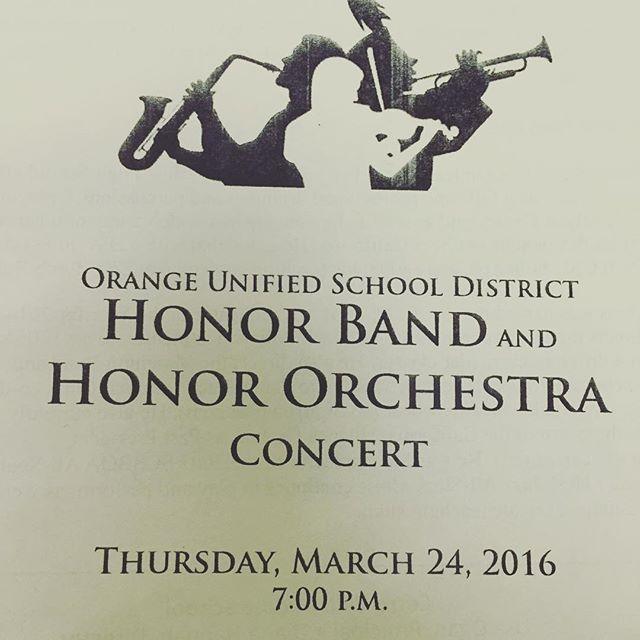 Orange Unified School District
Honor Band and
Honor Orchestra
Concert
Thursday, March 24, 2016
7:00 p.m.